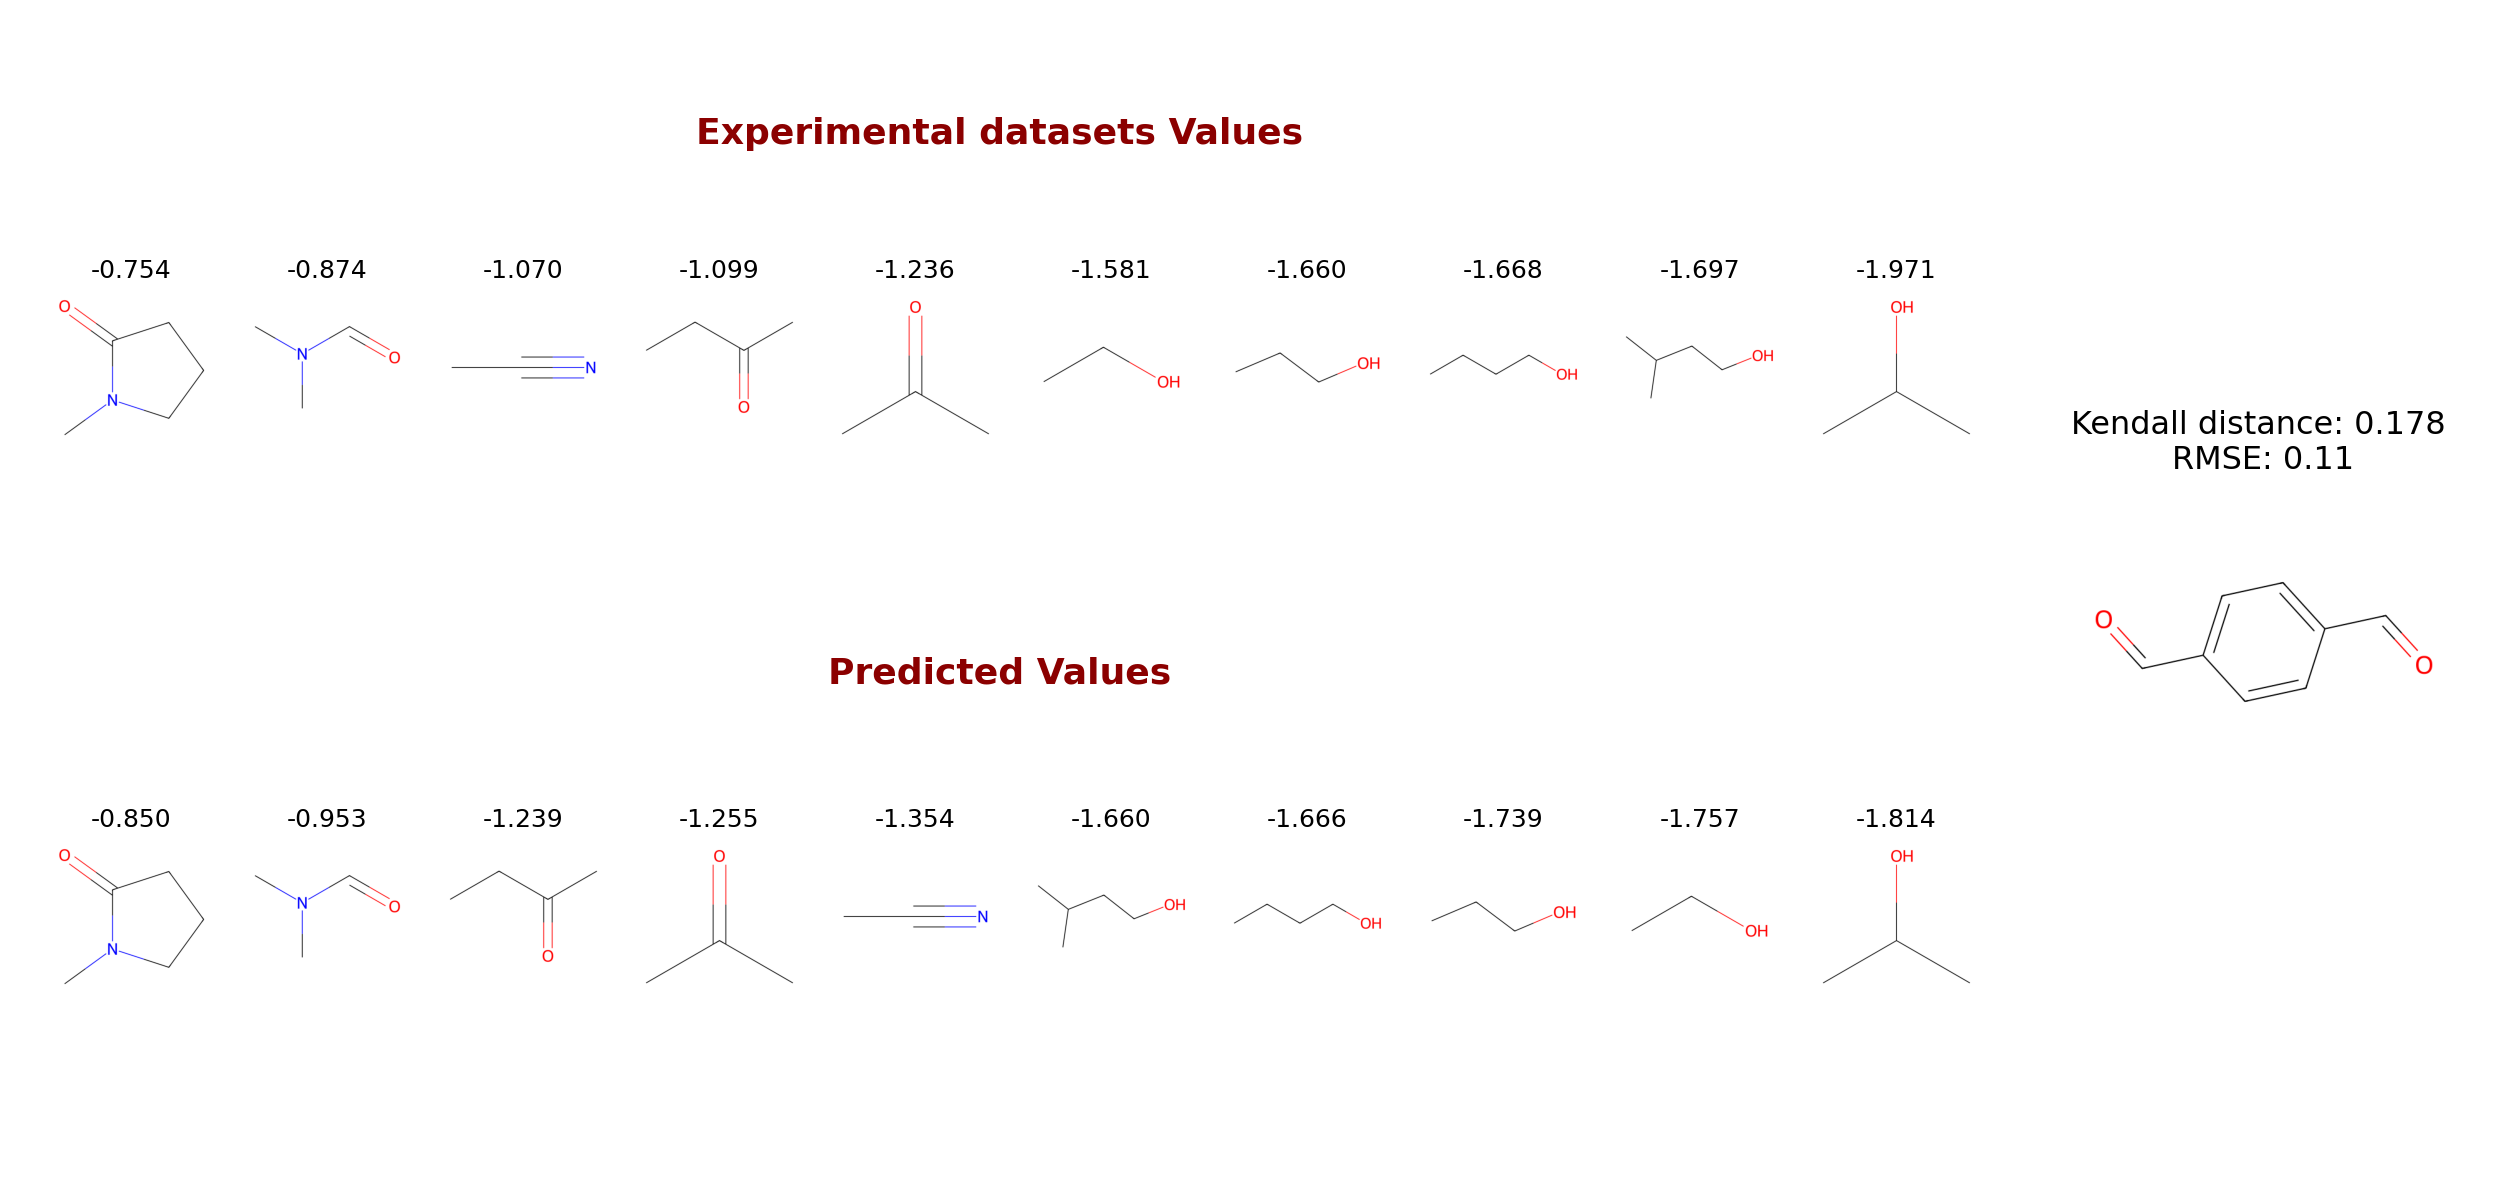 Experimental datasets Values
-0.754 -0.874 -1.070 -1.099 -1.236 -1.581 -1.660 -1.668 -1.697 -1.971
O N N O N O O OH OH OH OH OH
Kendall distance: 0.178
RMSE: 0.11
O O
Predicted Values
-0.850 -0.953 -1.239 -1.255 -1.354 -1.660 -1.666 -1.739 -1.757 -1.814
O N N O O O N OH OH OH OH OH